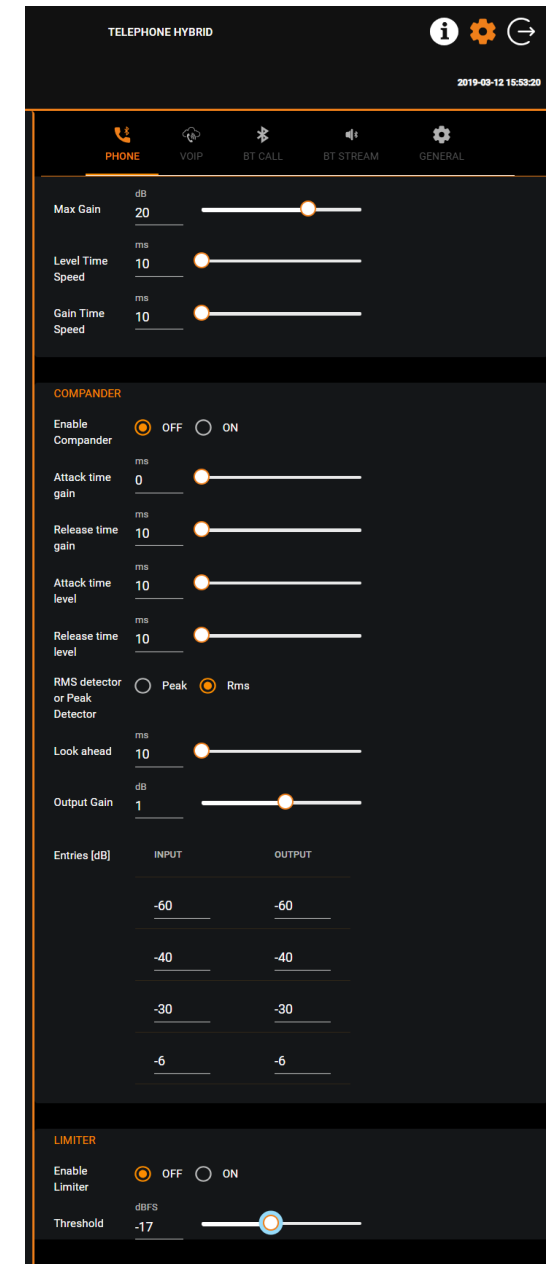 TELEPHONE HYBRID
2019-03-12 15:53:20
PHONE VOIP BT CALL BT STREAM GENERAL
dB
Max Gain 20
ms
Level Time 10
Speed
ms
Gain Time 10
Speed
COMPANDER
Enable OFF ON
Compander
ms
Attack time 0
gain
ms
Release time 10
gain
ms
Attack time 10
level
ms
Release time 10
level
RMS detector Peak Rms
or Peak
Detector
ms
Look ahead 10
dB
Output Gain 1
Entries [dB] INPUT OUTPUT
-60 -60
-40 -40
-30 -30
-6 -6
LIMITER
Enable OFF ON
Limiter
dBFS
Threshold -17